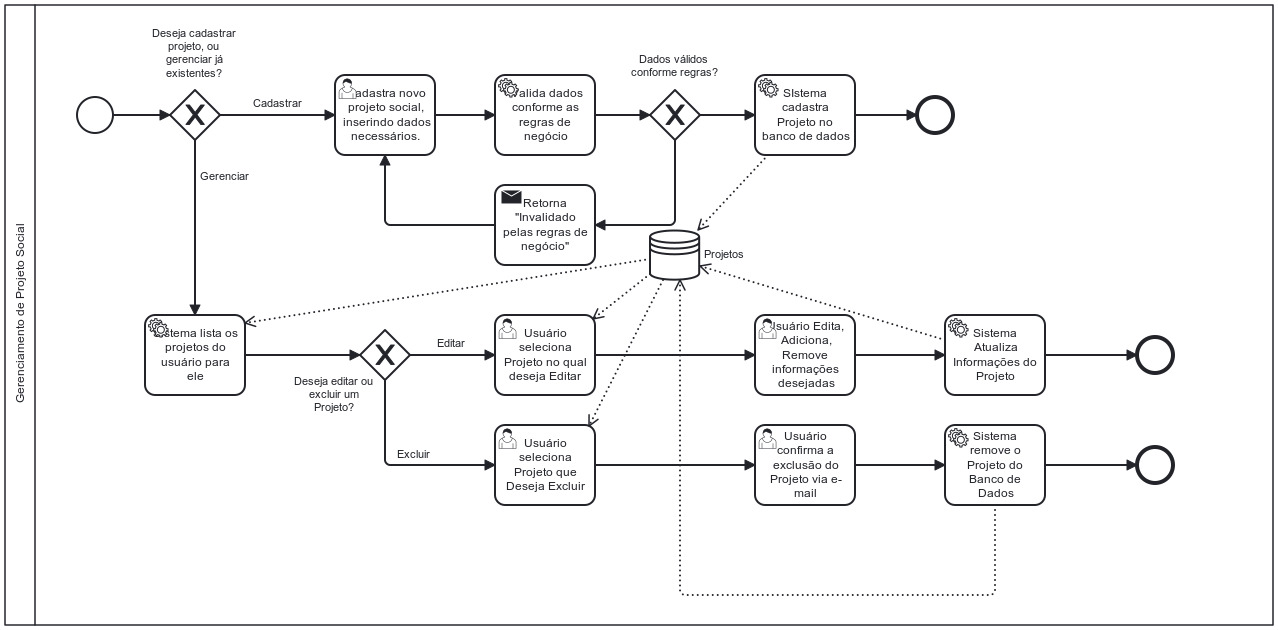 Gerenciamento de Projeto Social
Deseja cadastrar
projeto, ou
gerenciar já
existentes?
Cadastrar
Gerenciar
adastra novo
projeto social,
inserindo dados
necessários.
alida dados
conforme as
regras de
negócio
Dados válidos
conforme regras?
SIstema
cadastra
Projeto no
banco de dados
Retorna
"Invalidado
pelas regras de
negócio"
Projetos
stema lista os
projetos do
usuário para
ele
Deseja editar ou
excluir um
Projeto?
Editar
Excluir
Usuário
seleciona
Projeto no qual
deseja Editar
suário Edita,
Adiciona,
Remove
informações
desejadas
Sistema
Atualiza
Informações do
Projeto
Usuário
seleciona
Projeto que
Deseja Excluir
Usuário
confirma a
exclusão do
Projeto via e-
mail
Sistema
remove o
Projeto do
Banco de
Dados